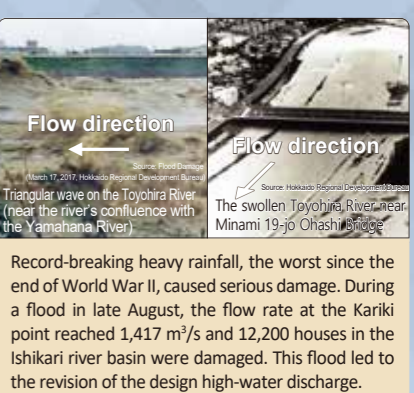 Flow direction
Source: Flood Damage
(March 17, 2017, Hokkaido Regional Development Bureau)
Triangular wave on the Toyohira River
(near the river's confluence with
the Yamahana River)
Flow direction
Source: Hokkaido Regional Development Bureau
The swollen Toyohira River near
Minami 19-jo Ohashi Bridge
Record-breaking heavy rainfall, the worst since the
end of World War II, caused serious damage. During
a flood in late August, the flow rate at the Kariki
point reached 1,417 m³/s and 12,200 houses in the
Ishikari river basin were damaged. This flood led to
the revision of the design high-water discharge.